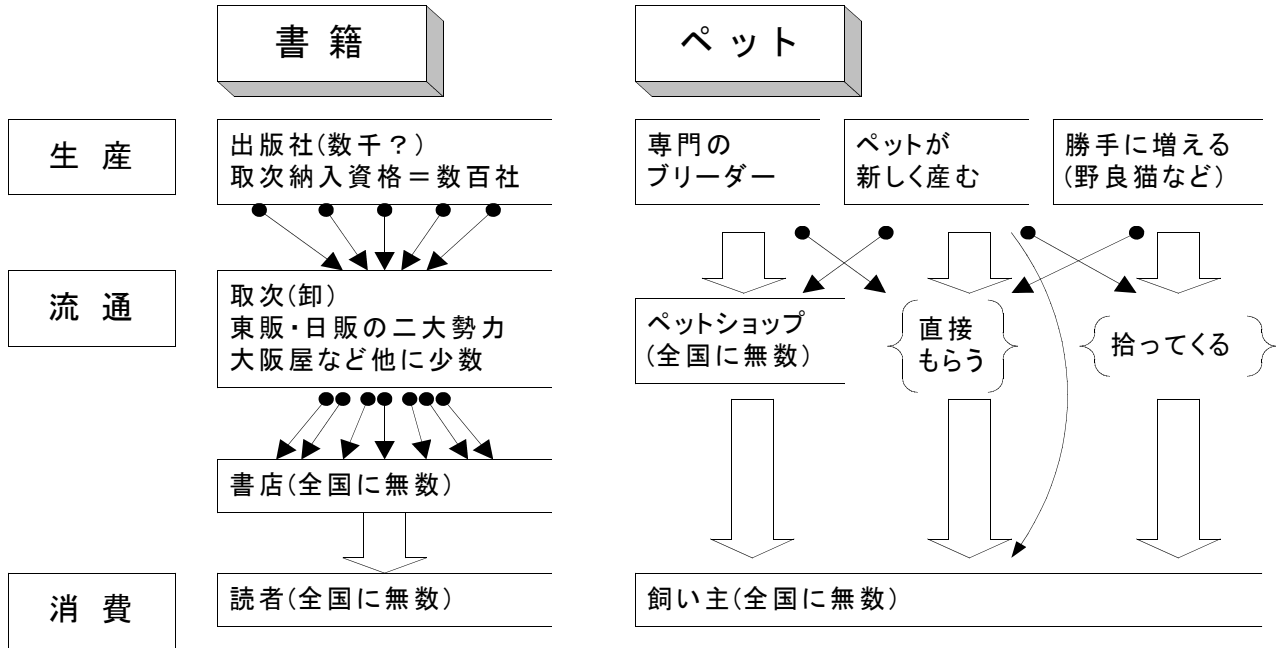 書籍
ペット
生産
出版社(数千？)
取次納入資格＝数百社
専門の
ブリーダー
ペットが
新しく産む
勝手に増える
(野良猫など)
流通
取次(卸)
東販・日販の二大勢力
大阪屋など他に少数
ペットショップ
(全国に無数)
直接
もらう
拾ってくる
書店(全国に無数)
消費
読者(全国に無数)
飼い主(全国に無数)